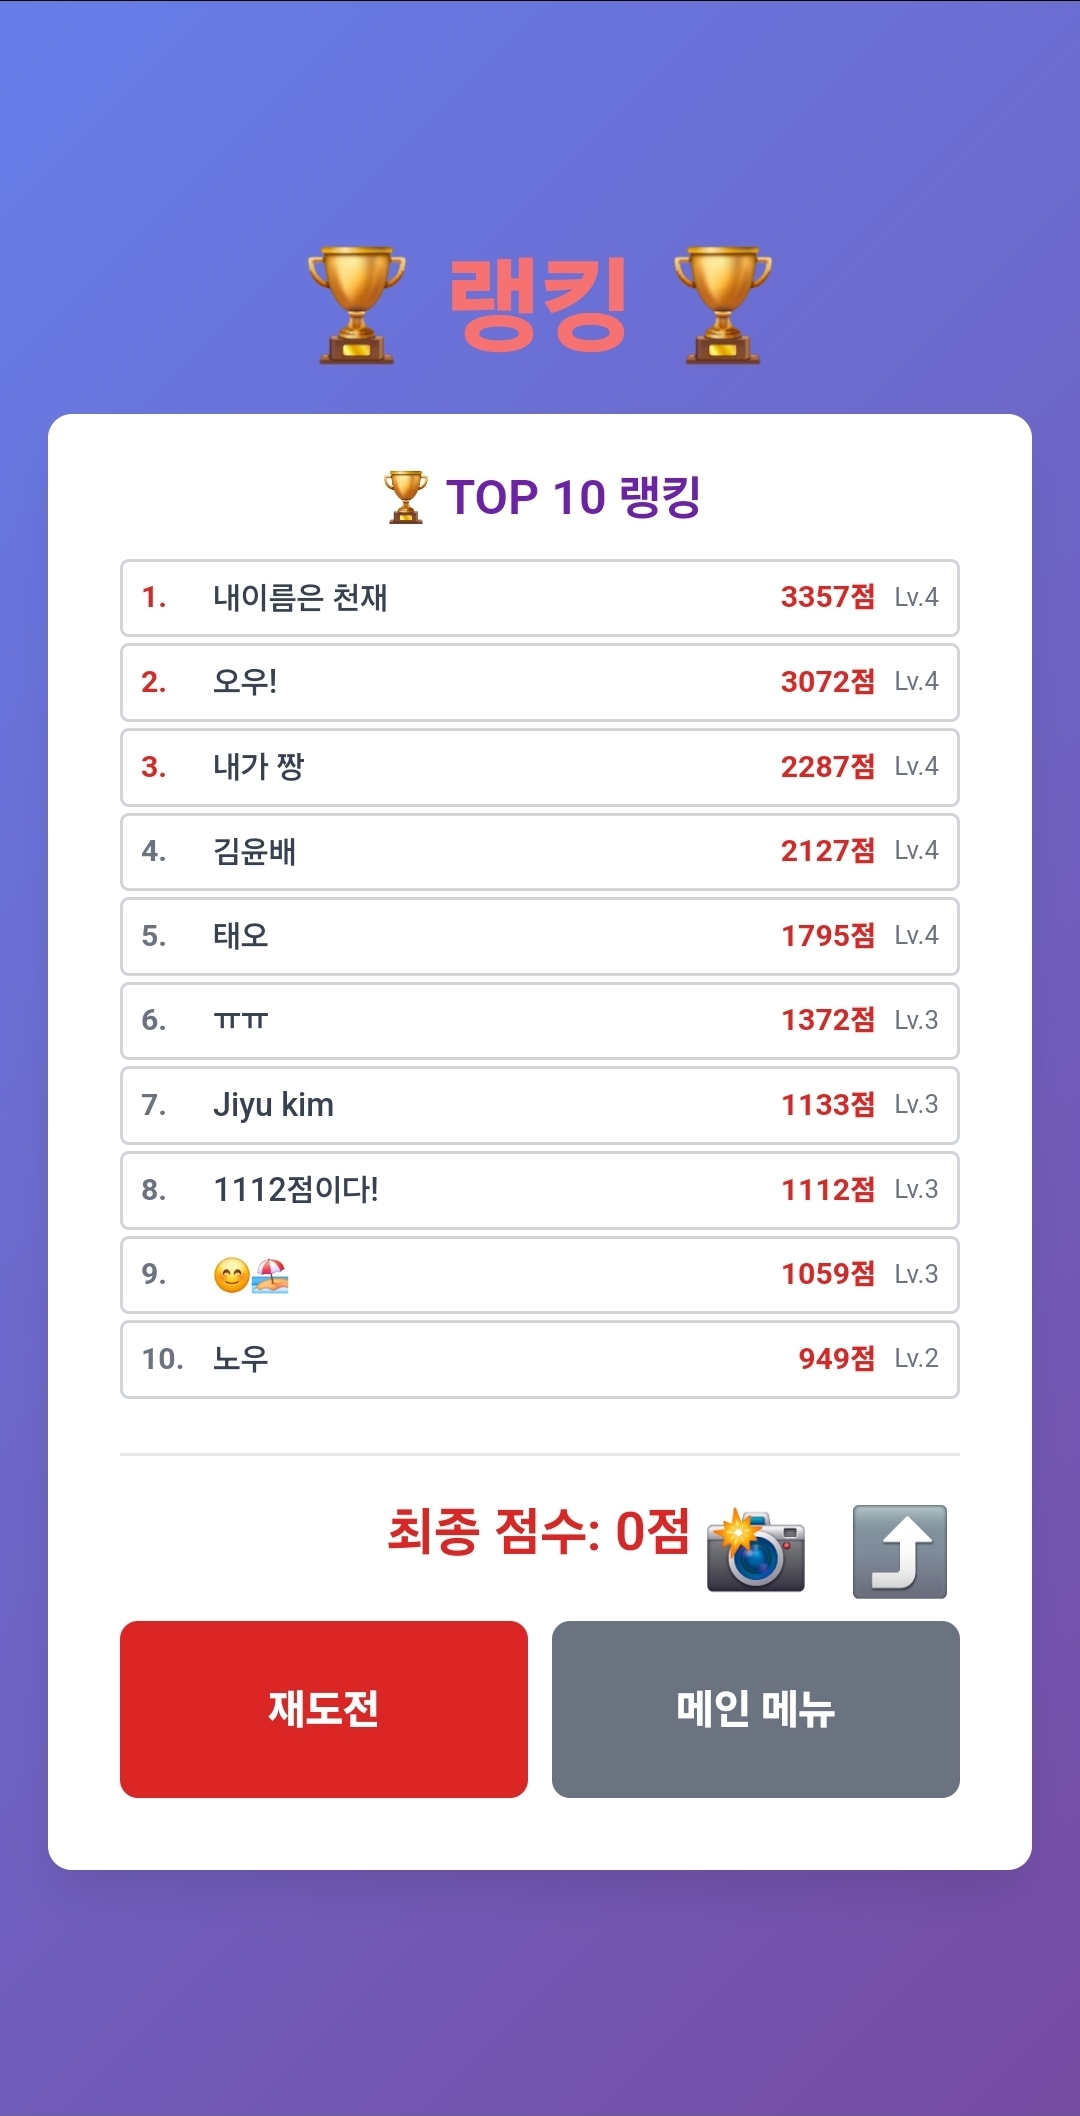 🏆 랭킹 🏆
🏆 TOP 10 랭킹
1. 내이름은 천재 3357점 Lv.4
2. 오우! 3072점 Lv.4
3. 내가 짱 2287점 Lv.4
4. 김윤배 2127점 Lv.4
5. 태오 1795점 Lv.4
6. ㅠㅠ 1372점 Lv.3
7. Jiyu kim 1133점 Lv.3
8. 1112점이다! 1112점 Lv.3
9. 😊🏖️ 1059점 Lv.3
10. 노우 949점 Lv.2
최종 점수: 0점 📸 ⤴️
재도전 메인 메뉴